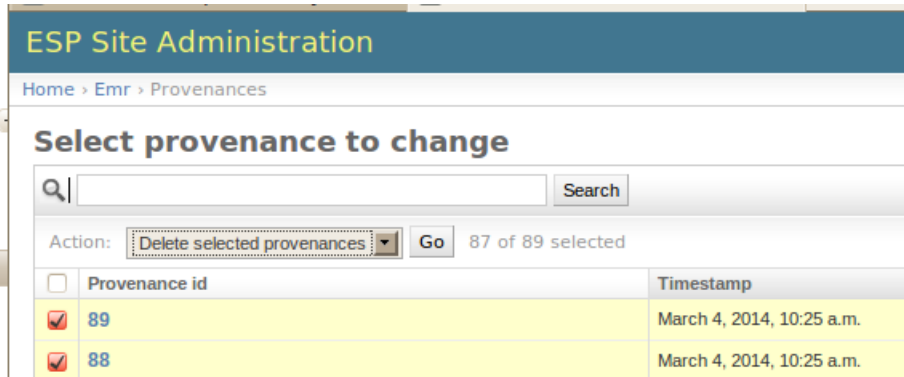 ESP Site Administration
Home › Emr › Provenances
Select provenance to change
Search
Action: Delete selected provenances Go 87 of 89 selected
Provenance id Timestamp
89 March 4, 2014, 10:25 a.m.
88 March 4, 2014, 10:25 a.m.